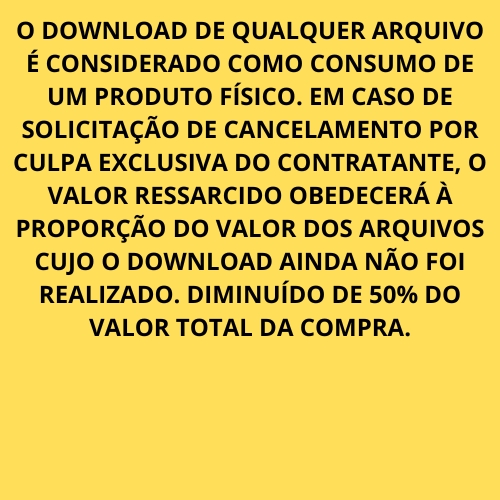 O DOWNLOAD DE QUALQUER ARQUIVO
É CONSIDERADO COMO CONSUMO DE
UM PRODUTO FÍSICO. EM CASO DE
SOLICITAÇÃO DE CANCELAMENTO POR
CULPA EXCLUSIVA DO CONTRATANTE, O
VALOR RESSARCIDO OBEDECERÁ À
PROPORÇÃO DO VALOR DOS ARQUIVOS
CUJO O DOWNLOAD AINDA NÃO FOI
REALIZADO. DIMINUÍDO DE 50% DO
VALOR TOTAL DA COMPRA.